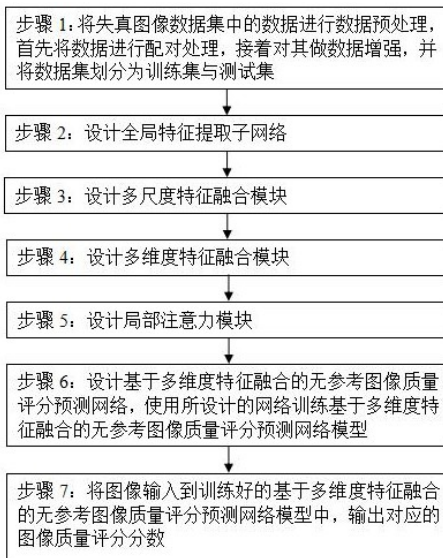 步骤 1：将失真图像数据集中的数据进行数据预处理，
首先将数据进行配对处理，接着对其做数据增强，并
将数据集划分为训练集与测试集
步骤 2：设计全局特征提取子网络
步骤 3：设计多尺度特征融合模块
步骤 4：设计多维度特征融合模块
步骤 5：设计局部注意力模块
步骤 6：设计基于多维度特征融合的无参考图像质量
评分预测网络，使用所设计的网络训练基于多维度特
征融合的无参考图像质量评分预测网络模型
步骤 7：将图像输入到训练好的基于多维度特征融合
的无参考图像质量评分预测网络模型中，输出对应的
图像质量评分分数